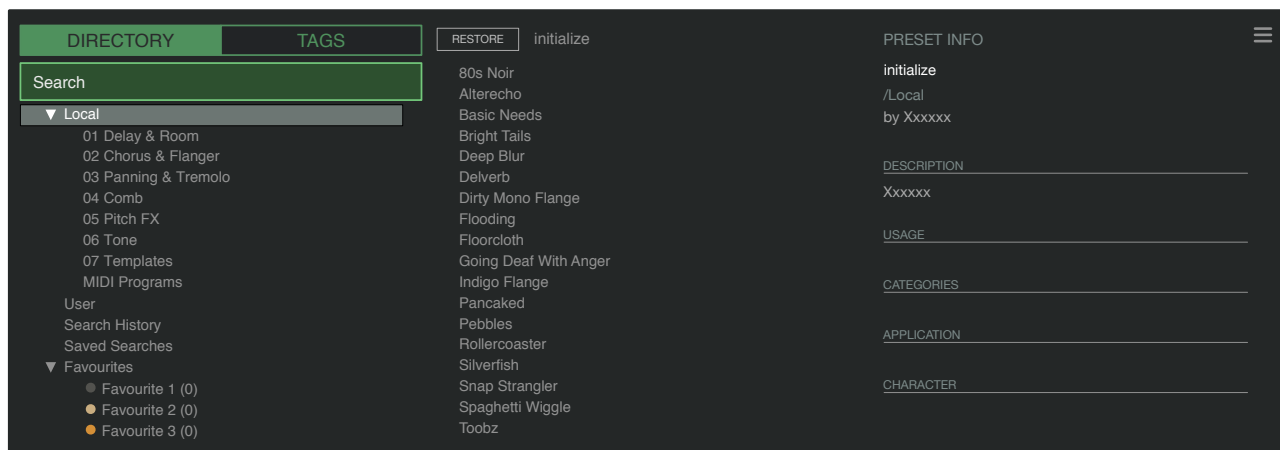 DIRECTORY
TAGS
Search
▼ Local
01 Delay & Room
02 Chorus & Flanger
03 Panning & Tremolo
04 Comb
05 Pitch FX
06 Tone
07 Templates
MIDI Programs
User
Search History
Saved Searches
▼ Favourites
Favourite 1 (0)
Favourite 2 (0)
Favourite 3 (0)
RESTORE initialize
80s Noir
Alterecho
Basic Needs
Bright Tails
Deep Blur
Delverb
Dirty Mono Flange
Flooding
Floorcloth
Going Deaf With Anger
Indigo Flange
Pancaked
Pebbles
Rollercoaster
Silverfish
Snap Strangler
Spaghetti Wiggle
Toobz
PRESET INFO
initialize
/Local
by Xxxxxx
DESCRIPTION
Xxxxxx
USAGE
CATEGORIES
APPLICATION
CHARACTER